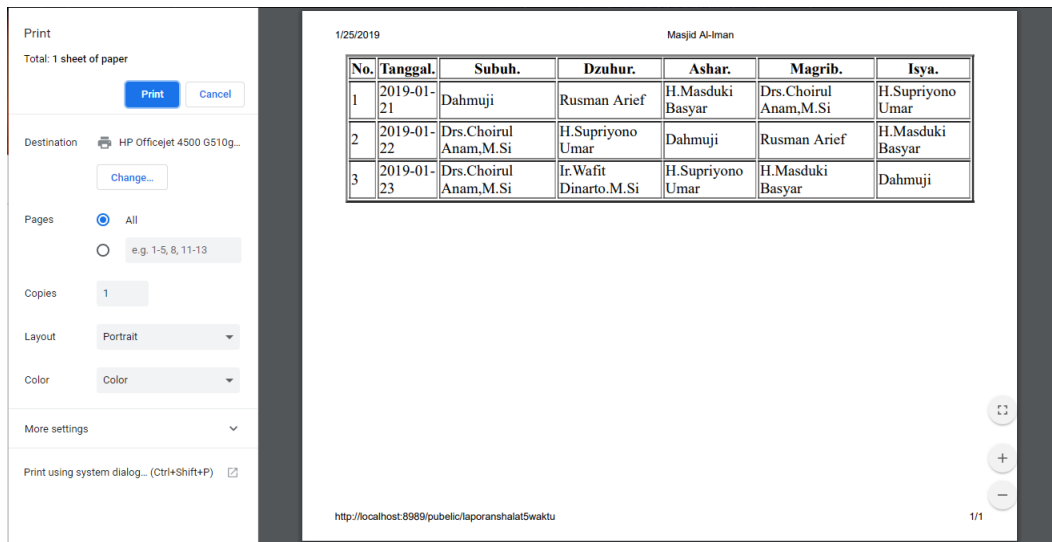 Print
Total: 1 sheet of paper
Print Cancel
Destination HP Officejet 4500 G510g...
Change...
Pages All
e.g. 1-5, 8, 11-13
Copies 1
Layout Portrait
Color Color
More settings
Print using system dialog... (Ctrl+Shift+P)
1/25/2019 Masjid Al-Iman
No. Tanggal. Subuh. Dzuhur. Ashar. Magrib. Isya.
1 2019-01-21 Dahmuji Rusman Arief H.Masduki Basyar Drs.Choirul Anam,M.Si H.Supriyono Umar
2 2019-01-22 Drs.Choirul Anam,M.Si H.Supriyono Umar Dahmuji Rusman Arief H.Masduki Basyar
3 2019-01-23 Drs.Choirul Anam,M.Si Ir.Wafit Dinarto.M.Si H.Supriyono Umar H.Masduki Basyar Dahmuji
http://localhost:8989/pubelic/laporanshalat5waktu 1/1